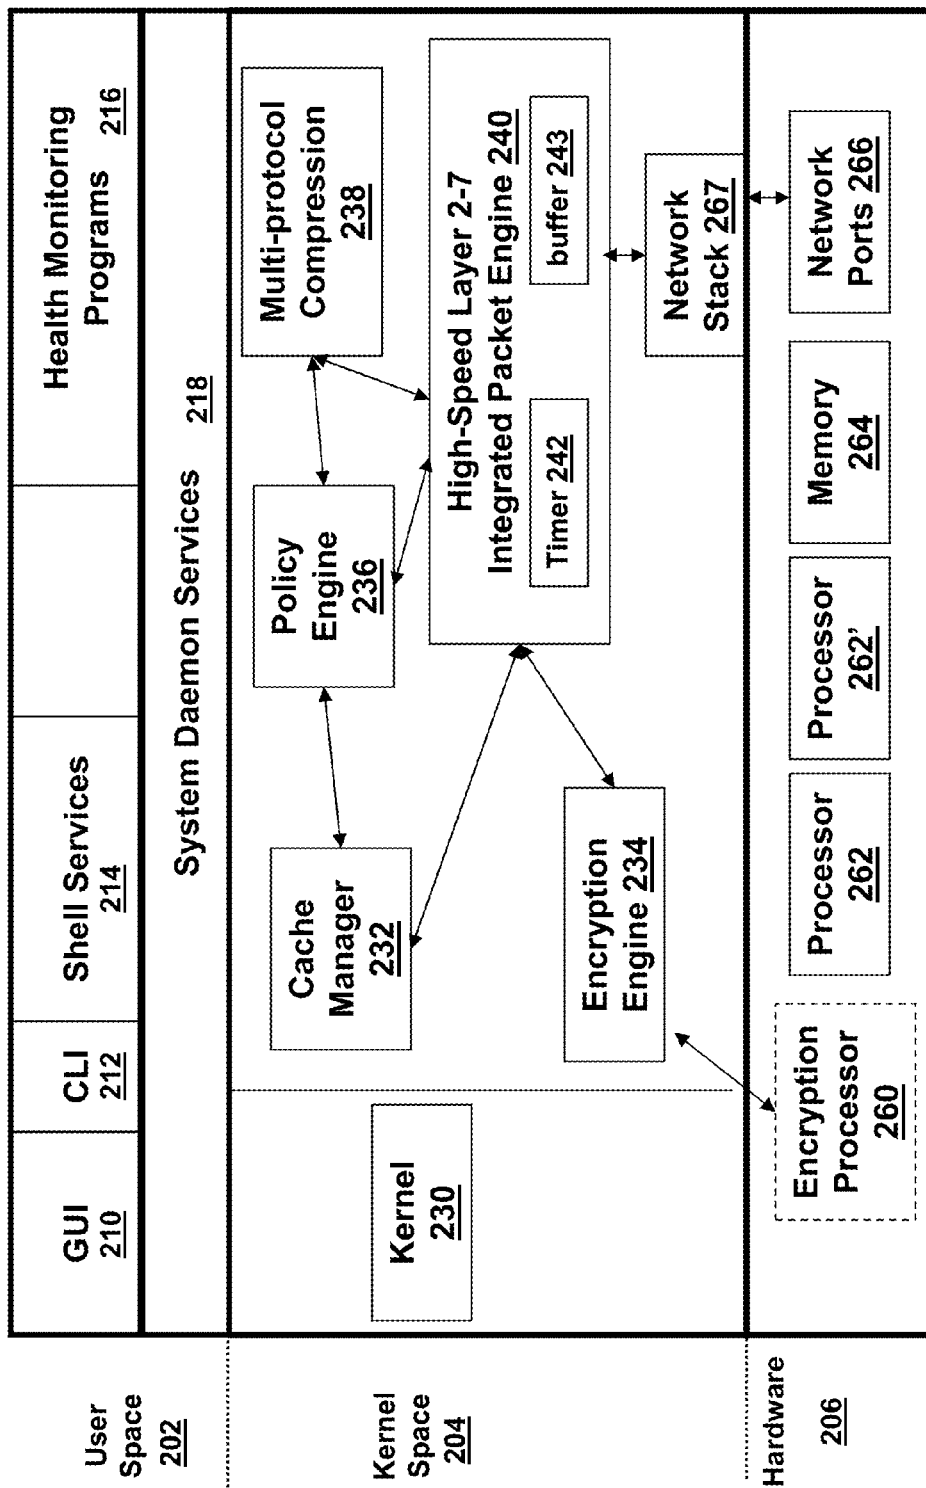 User
Space
202
GUI
210
CLI
212
Shell Services
214
Health Monitoring
Programs
216
System Daemon Services 218
Kernel
Space
204
Kernel
230
Cache
Manager
232
Policy
Engine
236
Multi-protocol
Compression
238
High-Speed Layer 2-7
Integrated Packet Engine 240
Timer 242
buffer 243
Encryption
Engine 234
Network
Stack 267
Hardware
206
Encryption
Processor
260
Processor
262
Processor
262’
Memory
264
Network
Ports 266